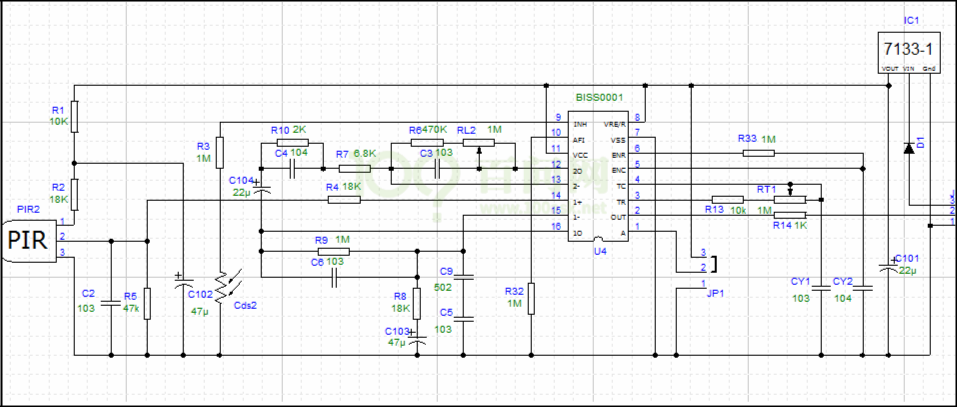 IC1
7133-1
VOUT VIN Gnd
BISS0001
R1
10K
R3
1M
R10 2K
C4 104
R7 6.8K
R6 470K
C3 103
RL2 1M
9 INH
10 AFI
11 VCC
12 2O
13 2-
14 1+
15 1-
16 1O
VRE/R 8
VSS 7
ENR 6
ENC 5
TC 4
TR 3
OUT 2
A 1
U4
R33 1M
D1
C104
22μ
R4 18K
R2
18K
PIR2
PIR
1
2
3
R13 10k
RT1
1M
R14 1K
R9 1M
C6
103
C9
502
R8
18K
C5
103
C103
47μ
R32
1M
C2
103
R5
47k
C102
47μ
Cds2
3
2
1
JP1
CY1
103
CY2
104
C101
22μ
3
2
1